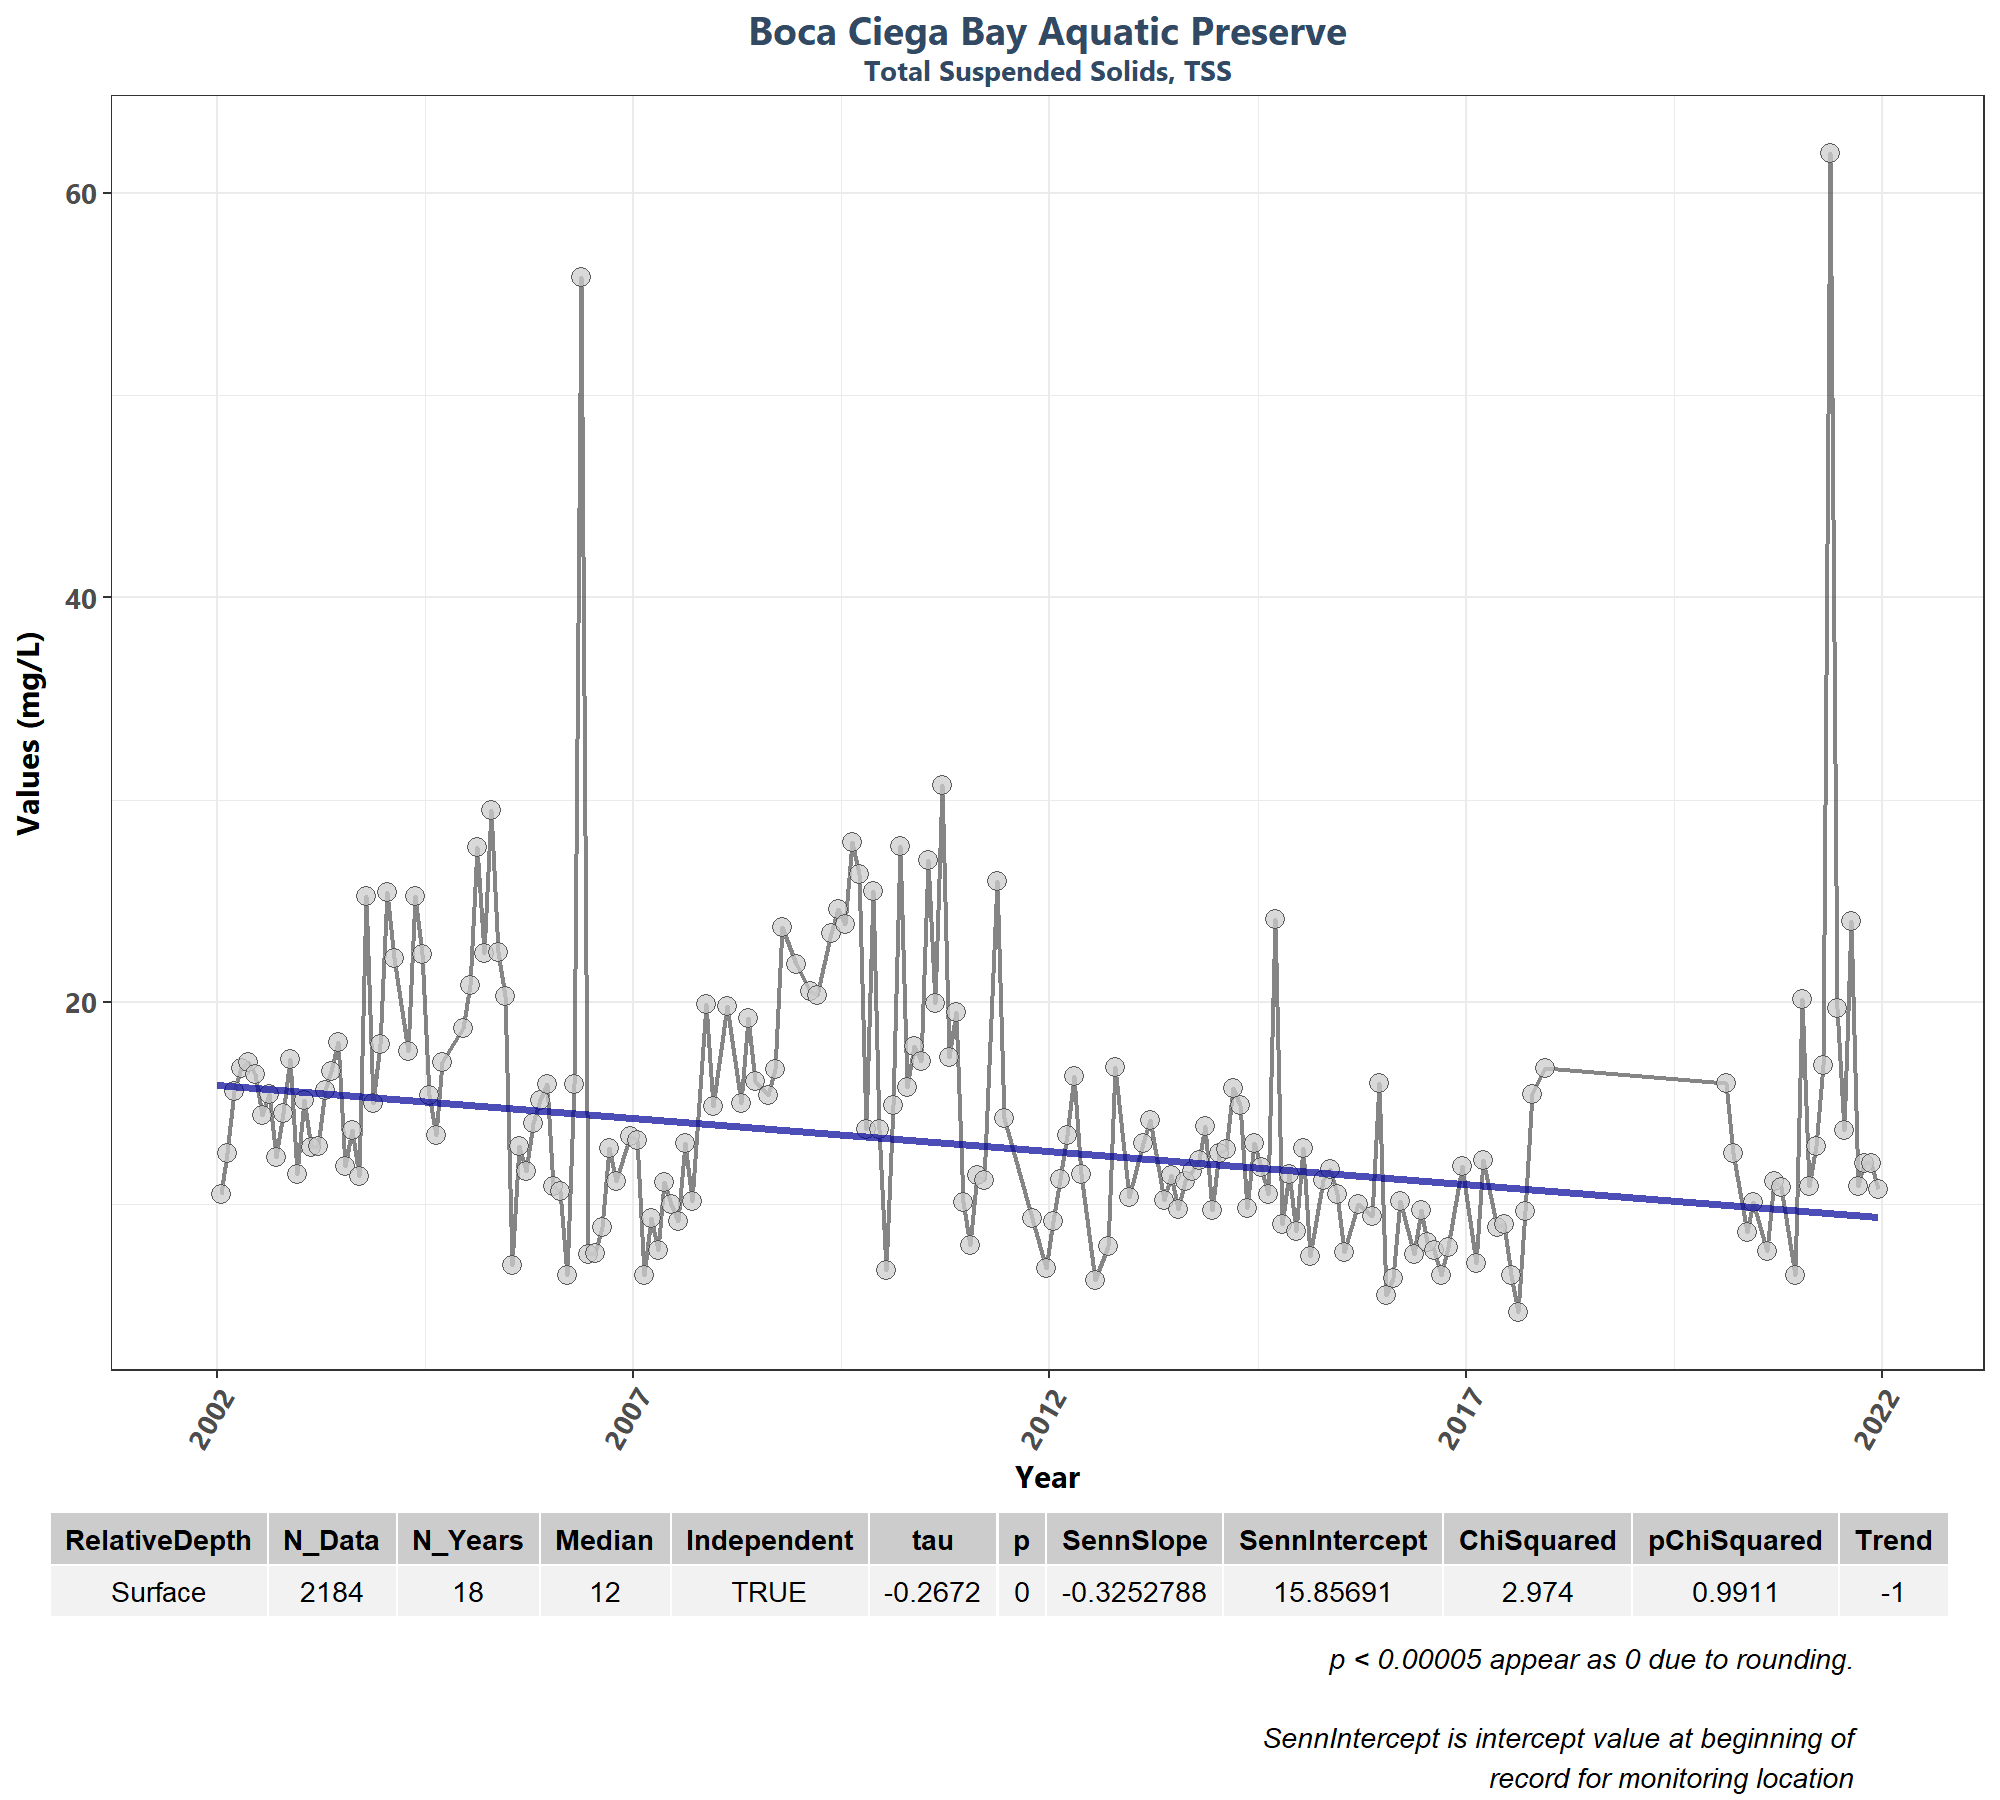 Boca Ciega Bay Aquatic Preserve
Total Suspended Solids, TSS
Values (mg/L)
60
40
20
2002 2007 2012 2017 2022
Year
RelativeDepth N_Data N_Years Median Independent tau p SennSlope SennIntercept ChiSquared pChiSquared Trend
Surface 2184 18 12 TRUE -0.2672 0 -0.3252788 15.85691 2.974 0.9911 -1
p < 0.00005 appear as 0 due to rounding.
SennIntercept is intercept value at beginning of
record for monitoring location